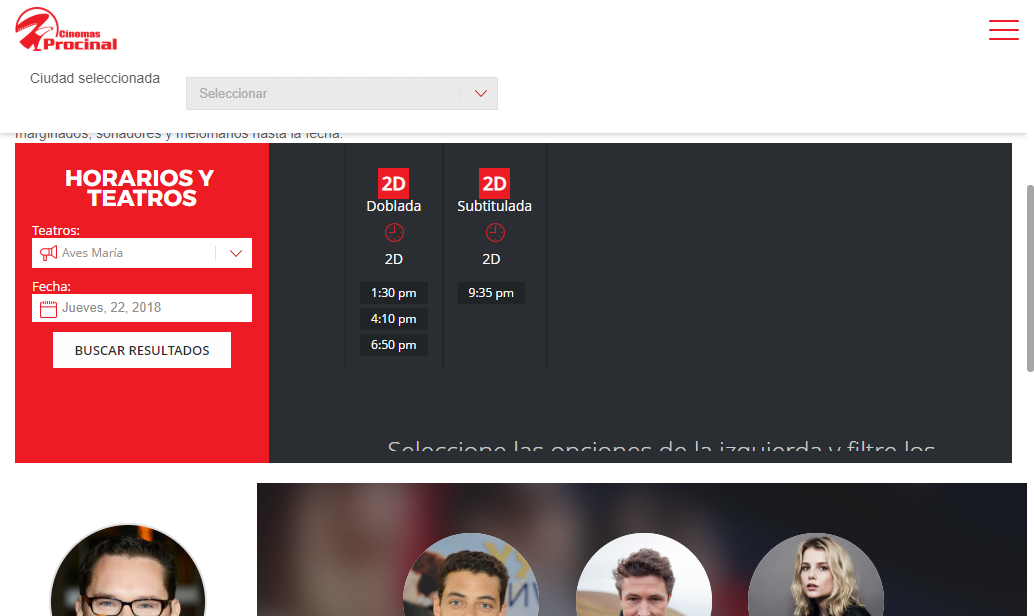 Cinemas
Procinal
Ciudad seleccionada
Seleccionar
marginados, soñadores y melómanos hasta la fecha.
HORARIOS Y
TEATROS
Teatros:
Aves María
Fecha:
Jueves, 22, 2018
BUSCAR RESULTADOS
2D
Doblada
2D
1:30 pm
4:10 pm
6:50 pm
2D
Subtitulada
2D
9:35 pm
Seleccione las opciones de la izquierda y filtre los